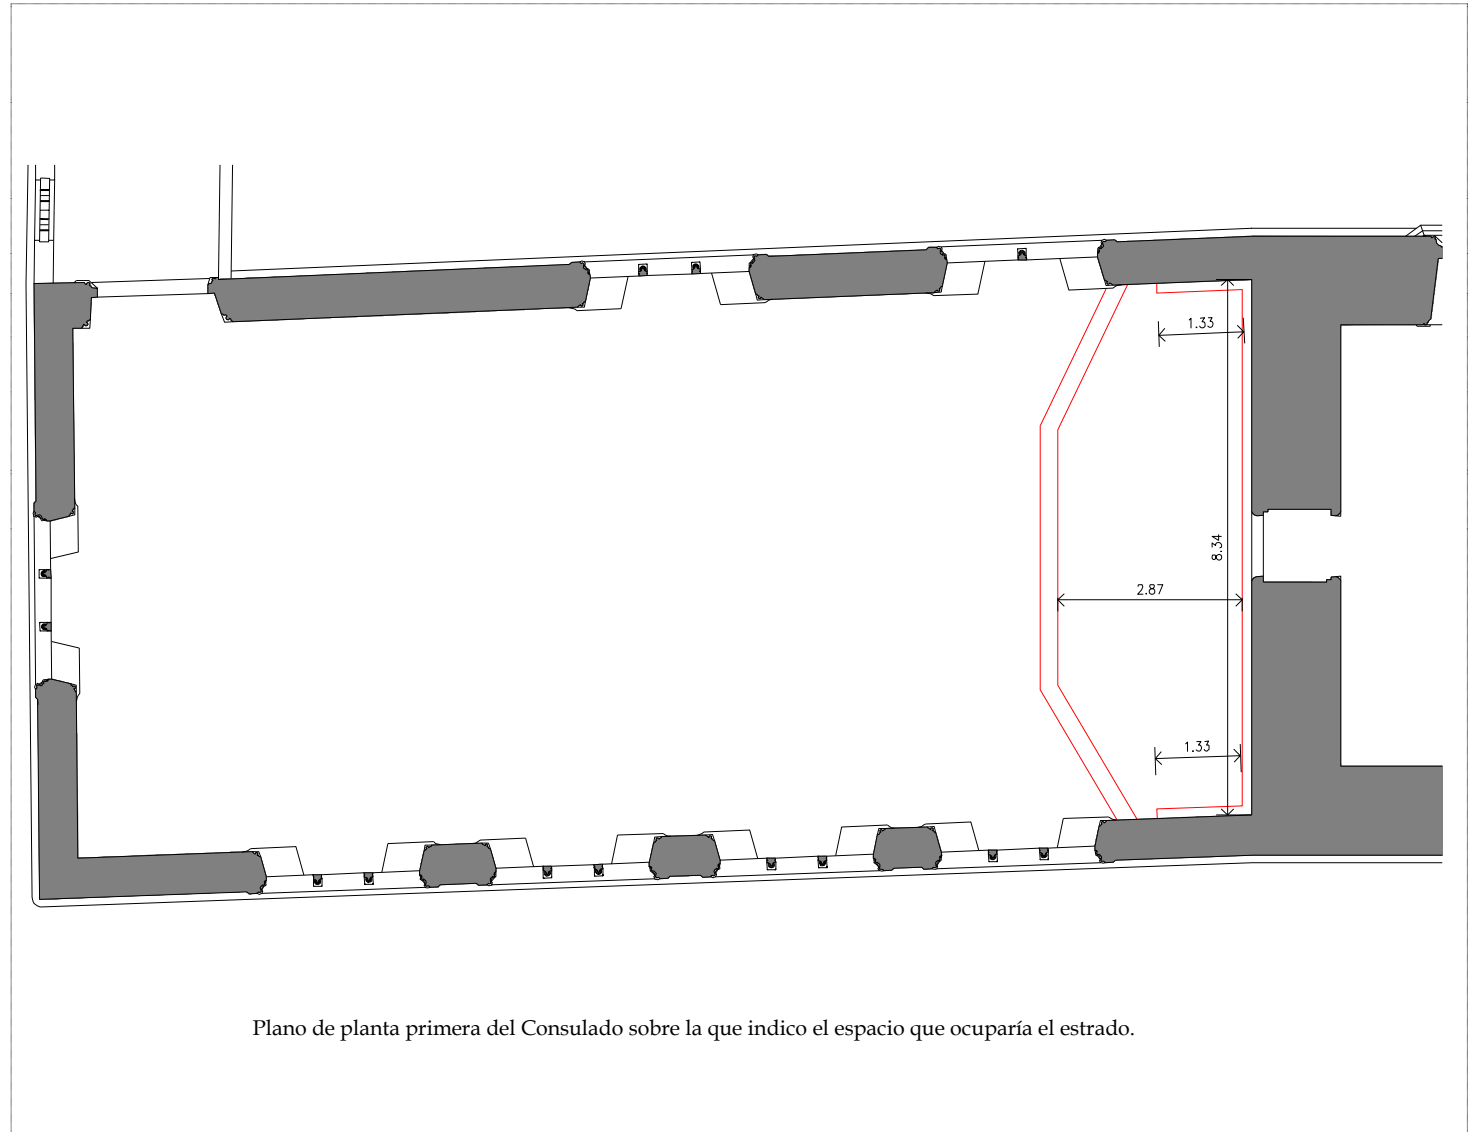 1.33
8.34
2.87
1.33
Plano de planta primera del Consulado sobre la que indico el espacio que ocuparía el estrado.